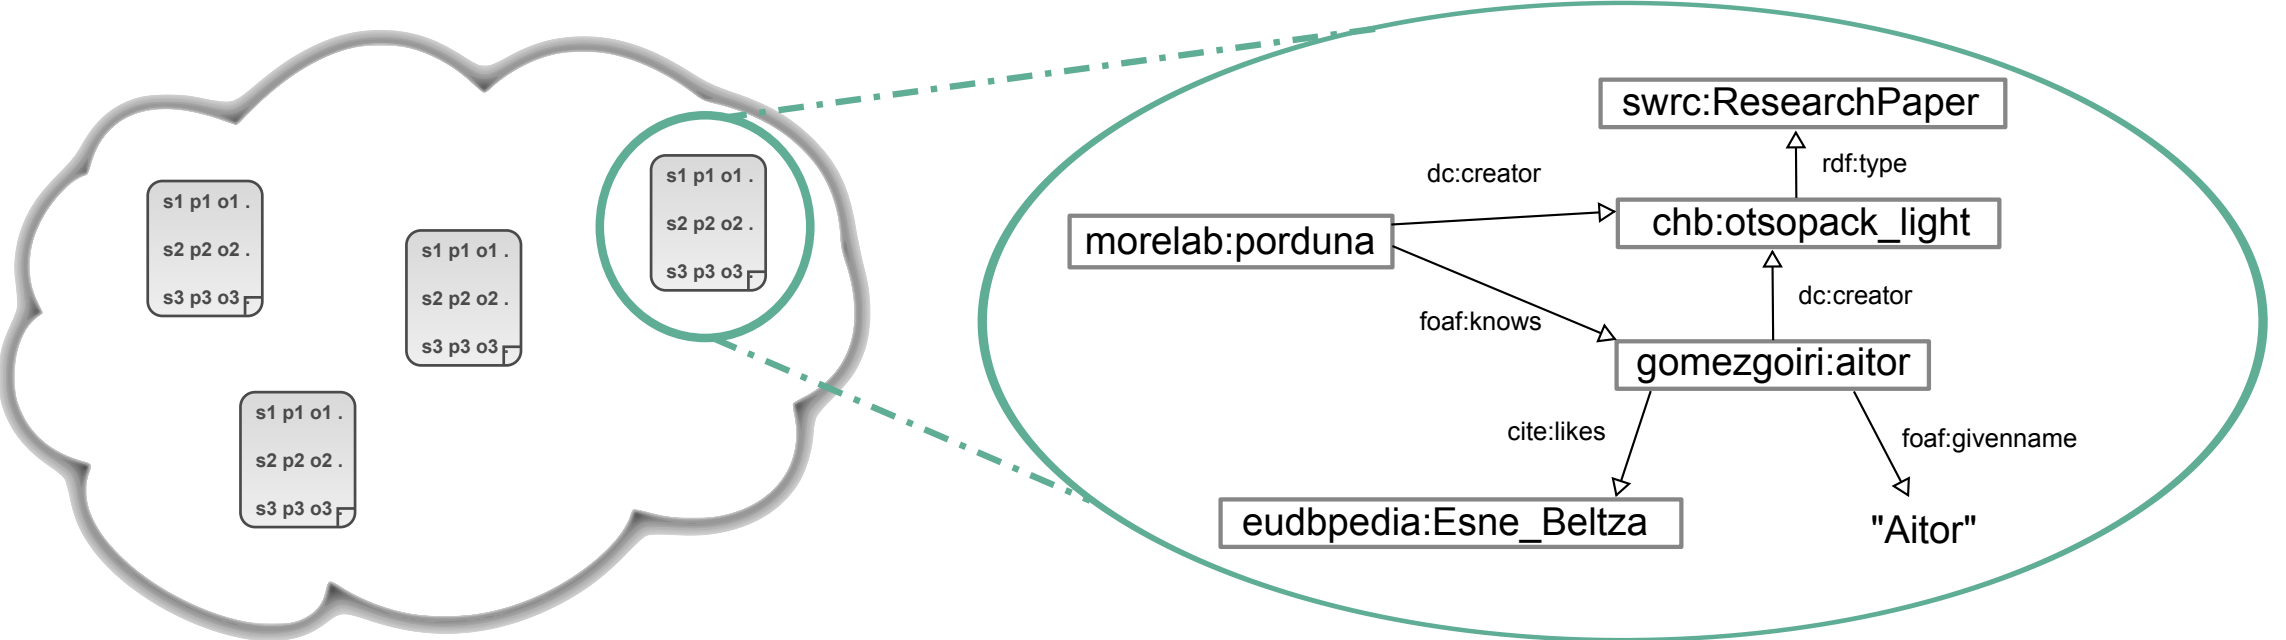 s1 p1 o1 .
s2 p2 o2 .
s3 p3 o3 .
s1 p1 o1 .
s2 p2 o2 .
s3 p3 o3 .
s1 p1 o1 .
s2 p2 o2 .
s3 p3 o3 .
s1 p1 o1 .
s2 p2 o2 .
s3 p3 o3 .
swrc:ResearchPaper
rdf:type
dc:creator
chb:otsopack_light
morelab:porduna
dc:creator
foaf:knows
gomezgoiri:aitor
cite:likes
foaf:givenname
eudbpedia:Esne_Beltza
"Aitor"